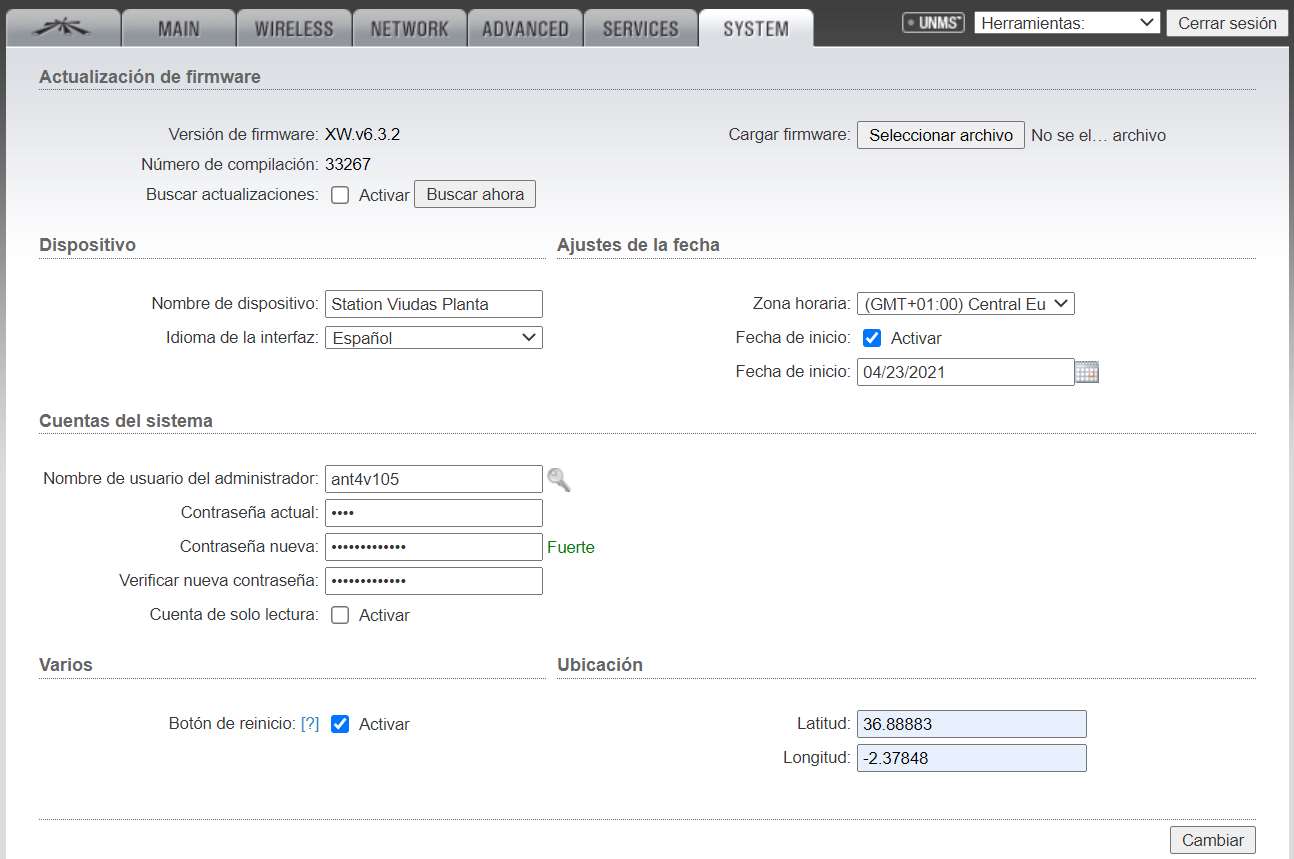 MAIN WIRELESS NETWORK ADVANCED SERVICES SYSTEM UNMS Herramientas: Cerrar sesión
Actualización de firmware
Versión de firmware: XW.v6.3.2
Cargar firmware: Seleccionar archivo No se el… archivo
Número de compilación: 33267
Buscar actualizaciones: Activar Buscar ahora
Dispositivo
Nombre de dispositivo: Station Viudas Planta
Idioma de la interfaz: Español
Ajustes de la fecha
Zona horaria: (GMT+01:00) Central Eu
Fecha de inicio: Activar
Fecha de inicio: 04/23/2021
Cuentas del sistema
Nombre de usuario del administrador: ant4v105
Contraseña actual: ••••
Contraseña nueva: ••••••••••••• Fuerte
Verificar nueva contraseña: •••••••••••••
Cuenta de solo lectura: Activar
Varios
Botón de reinicio: [?] Activar
Ubicación
Latitud: 36.88883
Longitud: -2.37848
Cambiar